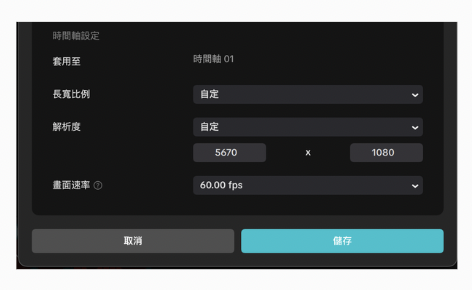 時間軸設定
套用至 時間軸 01
長寬比例 自定
解析度 自定
5670 x 1080
畫面速率 60.00 fps
取消 儲存